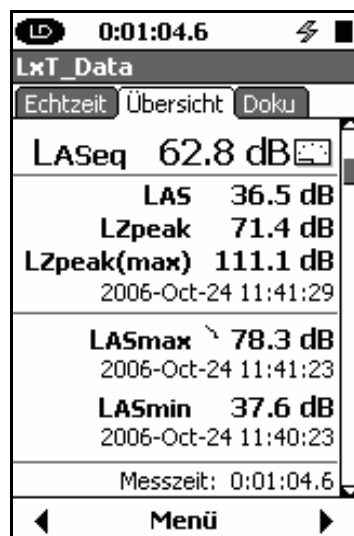 LD 0:01:04.6
LxT_Data
Echtzeit Übersicht Doku
LASeq 62.8 dB
LAS 36.5 dB
LZpeak 71.4 dB
LZpeak(max) 111.1 dB
2006-Oct-24 11:41:29
LASmax 78.3 dB
2006-Oct-24 11:41:23
LASmin 37.6 dB
2006-Oct-24 11:40:23
Messzeit: 0:01:04.6
Menü